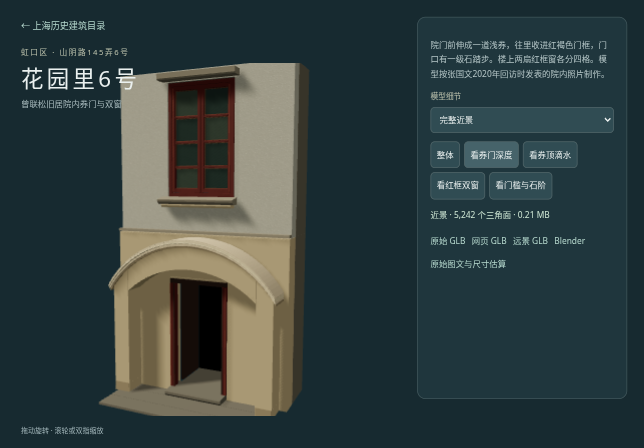 ← 上海历史建筑目录
虹口区 · 山阴路145弄6号
花园里6号
曾联松旧居院内券门与双窗
院门前伸成一道浅券，往里收进红褐色门框，门
口有一级石踏步。楼上两扇红框窗各分四格。模
型按张国文2020年回访时发表的院内照片制作。
模型细节
完整近景
整体
看券门深度
看券顶滴水
看红框双窗
看门槛与石阶
近景 · 5,242 个三角面 · 0.21 MB
原始 GLB 网页 GLB 远景 GLB Blender
原始图文与尺寸估算
拖动旋转 · 滚轮或双指缩放